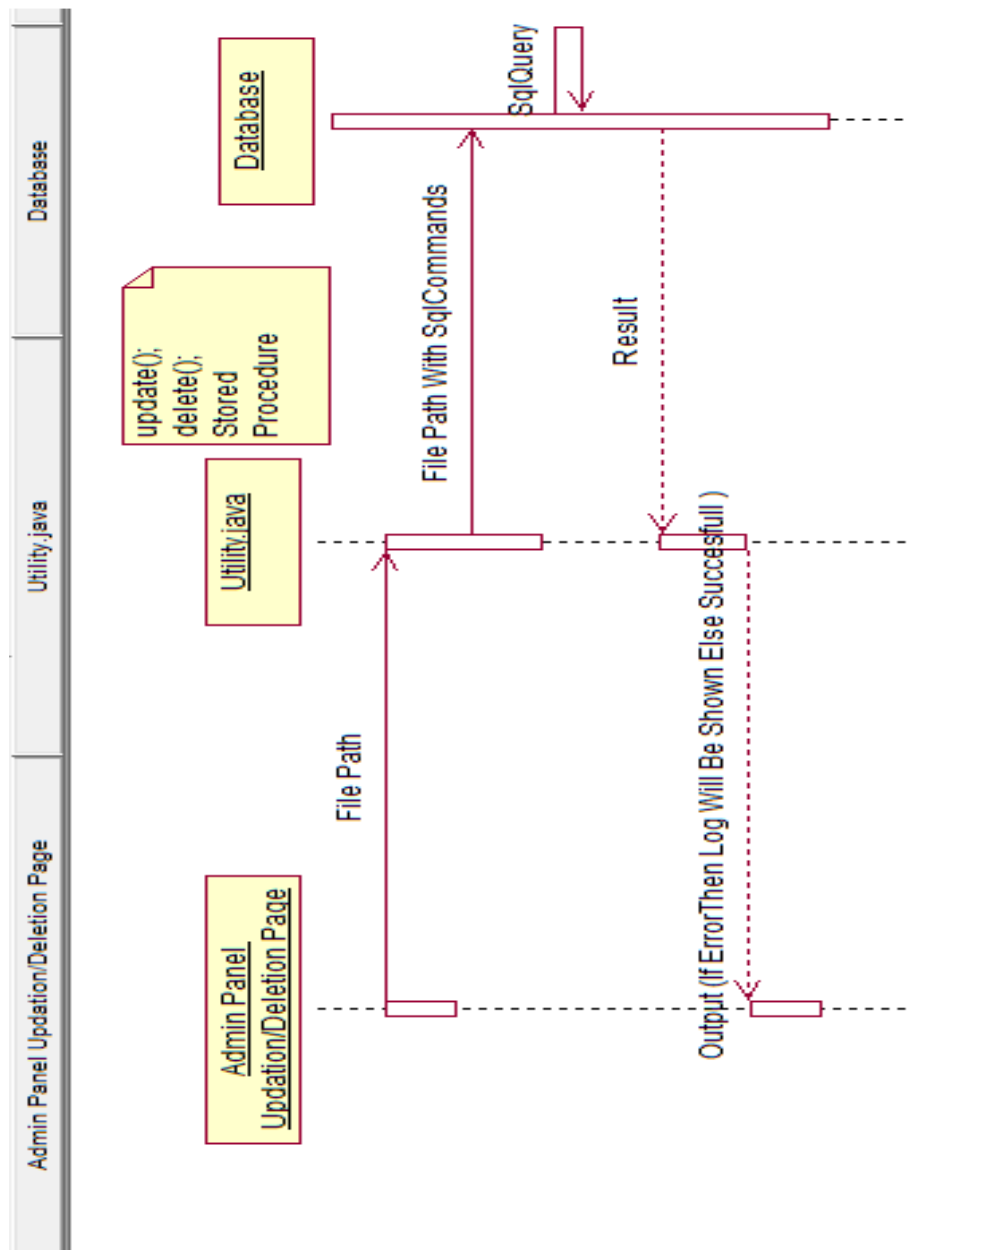 Admin Panel Updation/Deletion Page
Utility.java
Database
Admin Panel
Updation/Deletion Page
Utility.java
update();
delete();
Stored
Procedure
Database
File Path
File Path With SqlCommands
SqlQuery
Result
Output (If ErrorThen Log Will Be Shown Else Succesfull )